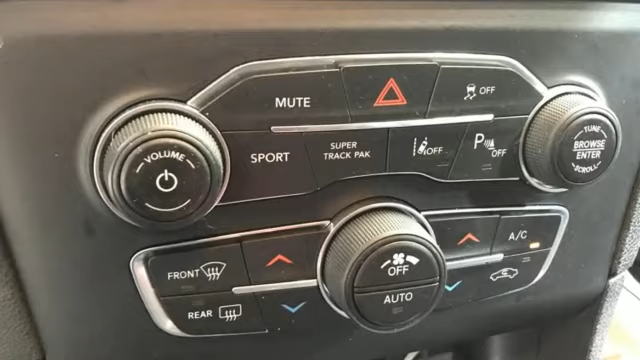 MUTE
OFF
VOLUME
SPORT
SUPER
TRACK PAK
OFF
P
OFF
TUNE
BROWSE
ENTER
SCROLL
FRONT
OFF
A/C
REAR
AUTO